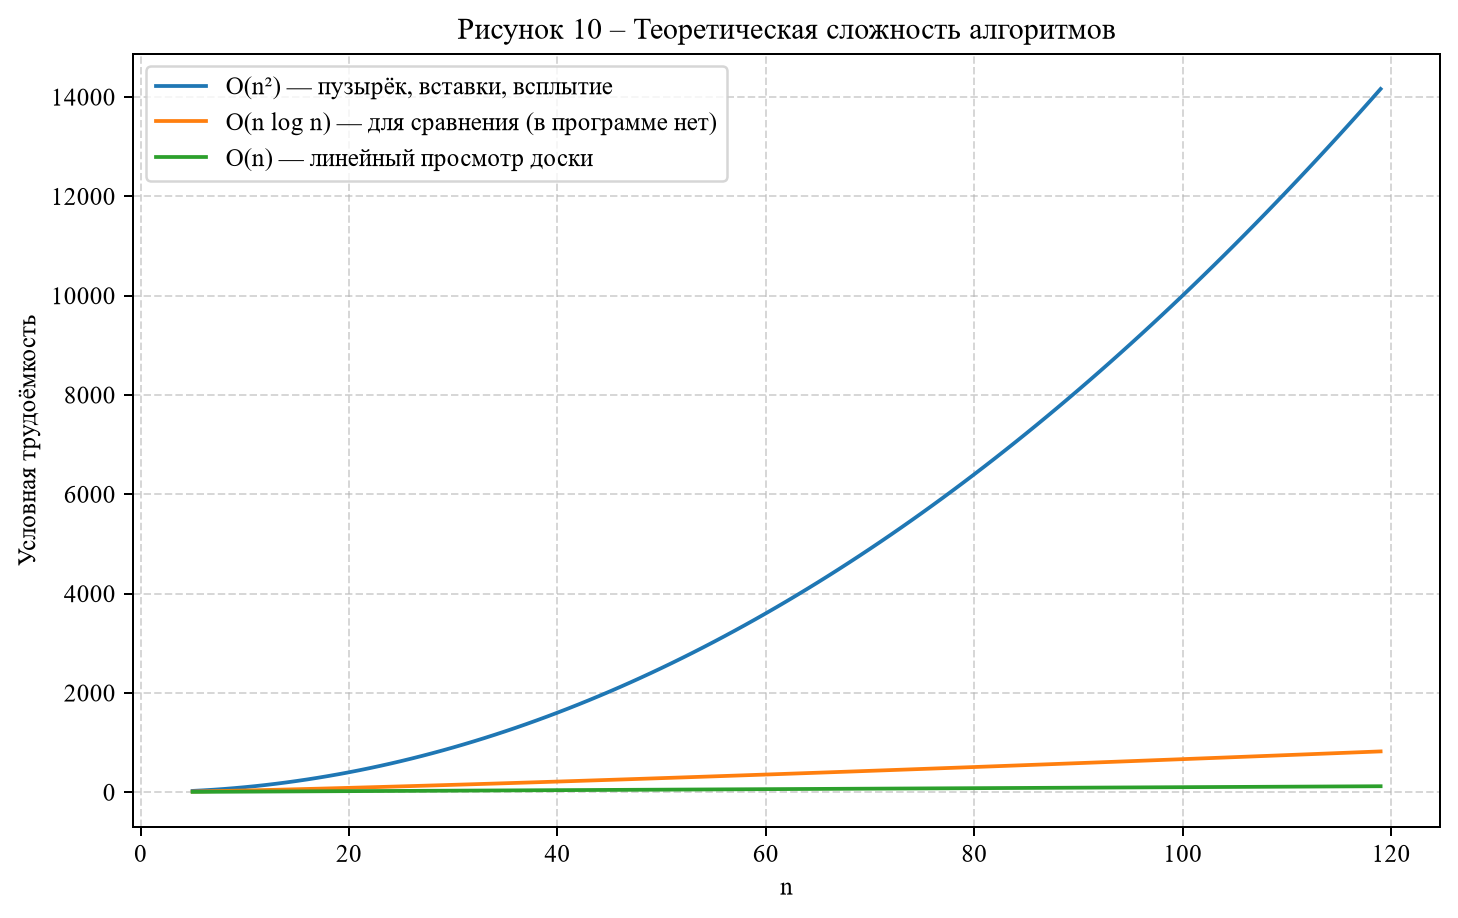 Рисунок 10 – Теоретическая сложность алгоритмов
O(n²) — пузырёк, вставки, всплытие
O(n log n) — для сравнения (в программе нет)
O(n) — линейный просмотр доски
Условная трудоёмкость
14000
12000
10000
8000
6000
4000
2000
0
0 20 40 60 80 100 120
n